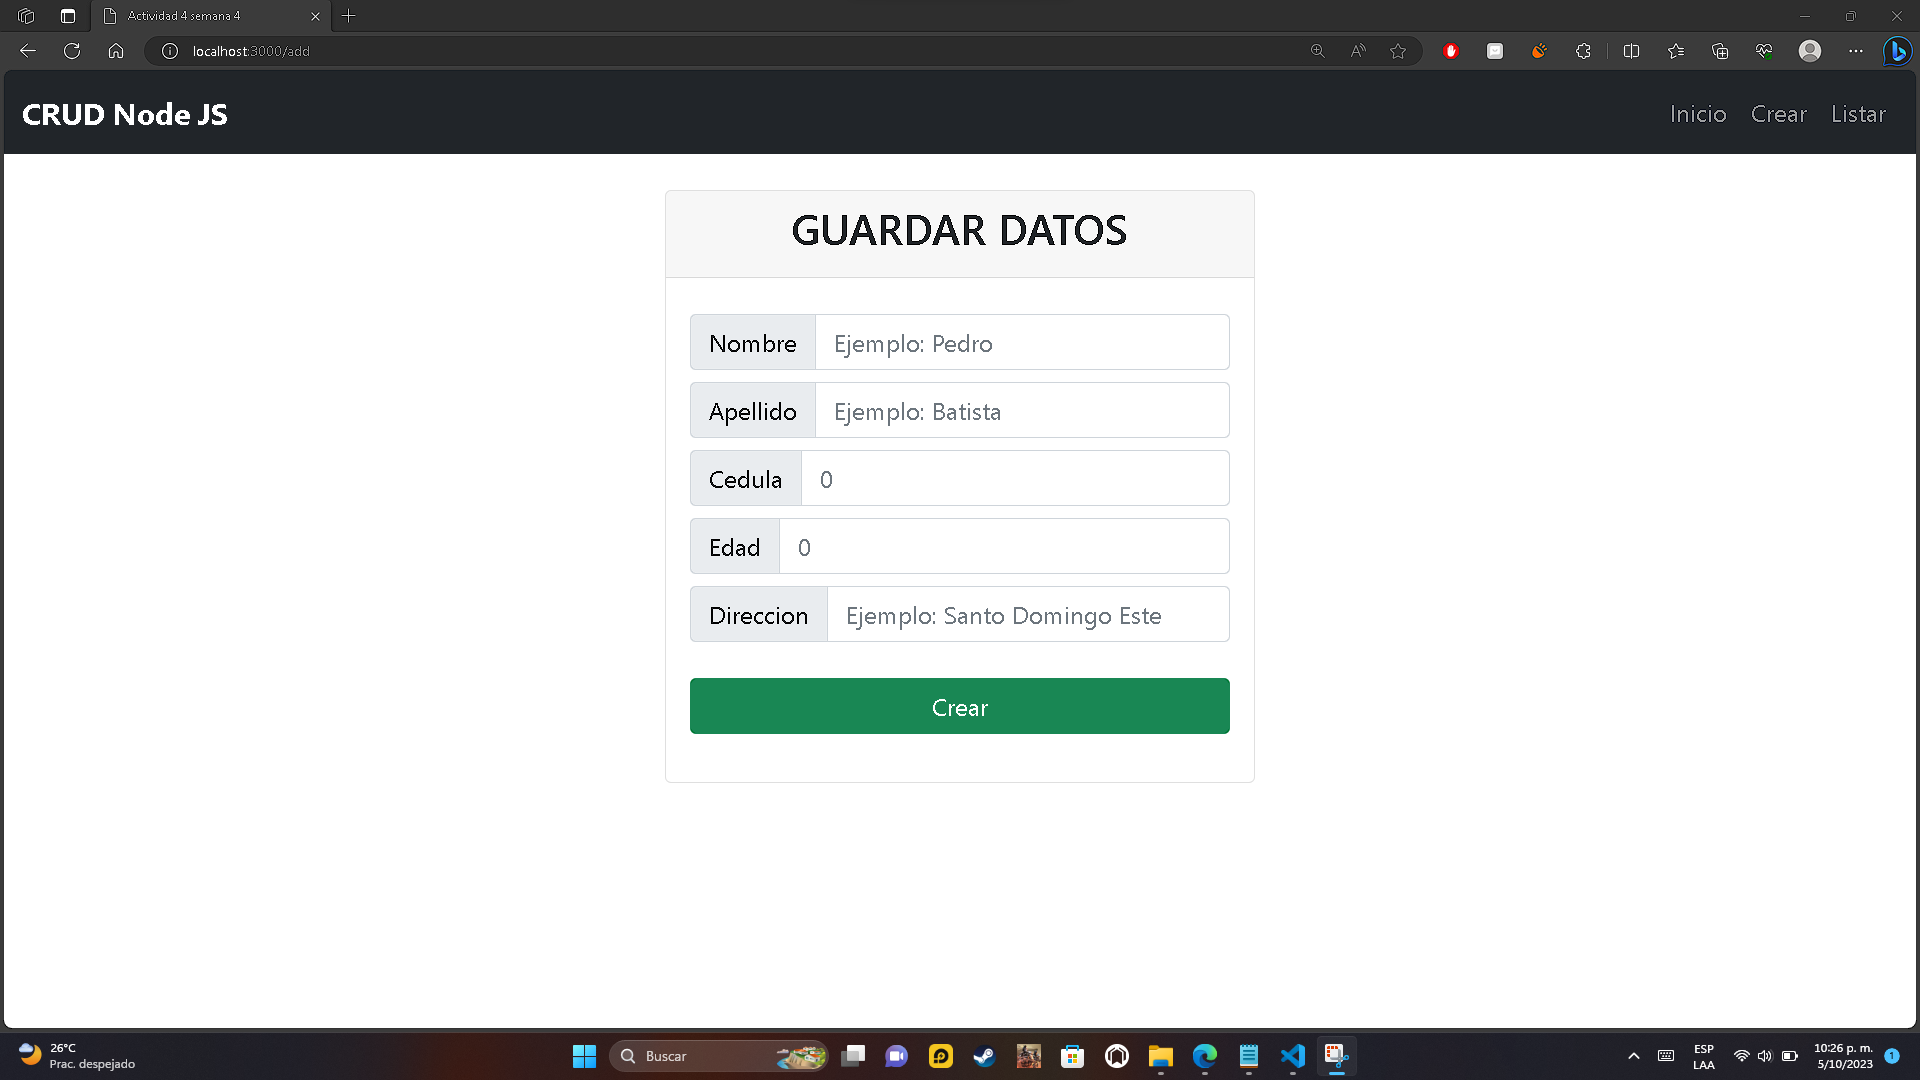 Actividad 4 semana 4
localhost:3000/add
CRUD Node JS
Inicio Crear Listar
GUARDAR DATOS
Nombre Ejemplo: Pedro
Apellido Ejemplo: Batista
Cedula 0
Edad 0
Direccion Ejemplo: Santo Domingo Este
Crear
26°C
Prac. despejado
Buscar
ESP
LAA
10:26 p. m.
5/10/2023
1